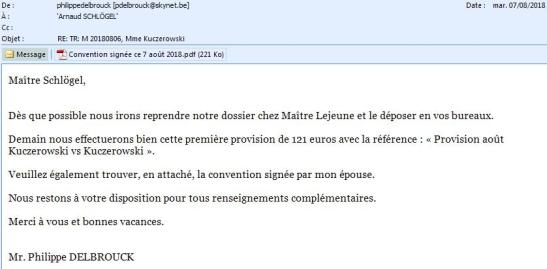 De : philippedelbrouck [pdelbrouck@skynet.be] Date : mar. 07/08/2018
À : 'Arnaud SCHLÖGEL'
Cc :
Objet : RE: TR: M 20180806, Mme Kuczerowski
Message Convention signée ce 7 août 2018.pdf (221 Ko)
Maître Schlögel,
Dès que possible nous irons reprendre notre dossier chez Maître Lejeune et le déposer en vos bureaux.
Demain nous effectuerons bien cette première provision de 121 euros avec la référence : « Provision août
Kuczerowski vs Kuczerowski ».
Veuillez également trouver, en attaché, la convention signée par mon épouse.
Nous restons à votre disposition pour tous renseignements complémentaires.
Merci à vous et bonnes vacances.
Mr. Philippe DELBROUCK